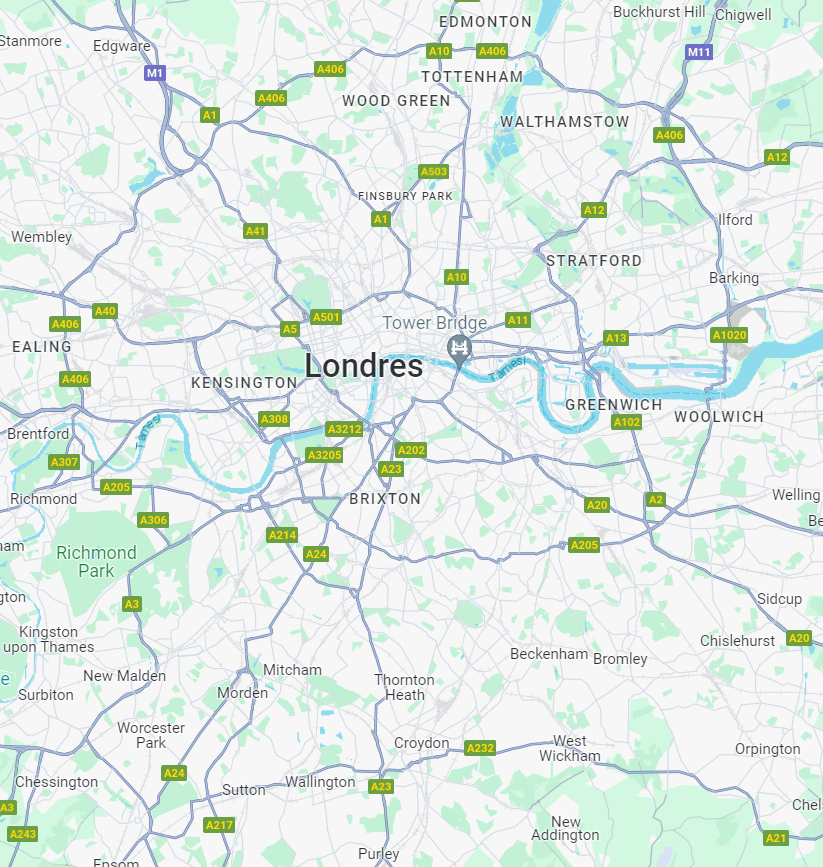 EDMONTON
Buckhurst Hill
Chigwell
Stanmore
Edgware
A10
A406
M11
M1
A406
TOTTENHAM
A406
WOOD GREEN
A1
WALTHAMSTOW
A406
A12
A503
FINSBURY PARK
A12
A1
Ilford
A41
Wembley
STRATFORD
A10
Barking
A40
A501
A11
A406
Tower Bridge
A5
A13
A1020
EALING
Londres
Támesis
A406
KENSINGTON
GREENWICH
WOOLWICH
A308
A102
Támesis
A3212
Brentford
A202
A3205
A307
A23
A205
Richmond
BRIXTON
Welling
A2
A20
A306
Be
A214
A205
ham
Richmond
Park
A24
gton
A3
Sidcup
Kingston
upon Thames
A20
Chislehurst
Beckenham
Bromley
Mitcham
New Malden
e
Thornton
Heath
Surbiton
Morden
Worcester
Park
Croydon
A232
West
Wickham
Orpington
A24
Chessington
Wallington
Sutton
A23
A3
Chel
A217
New
Addington
A243
A21
Purley
Epsom